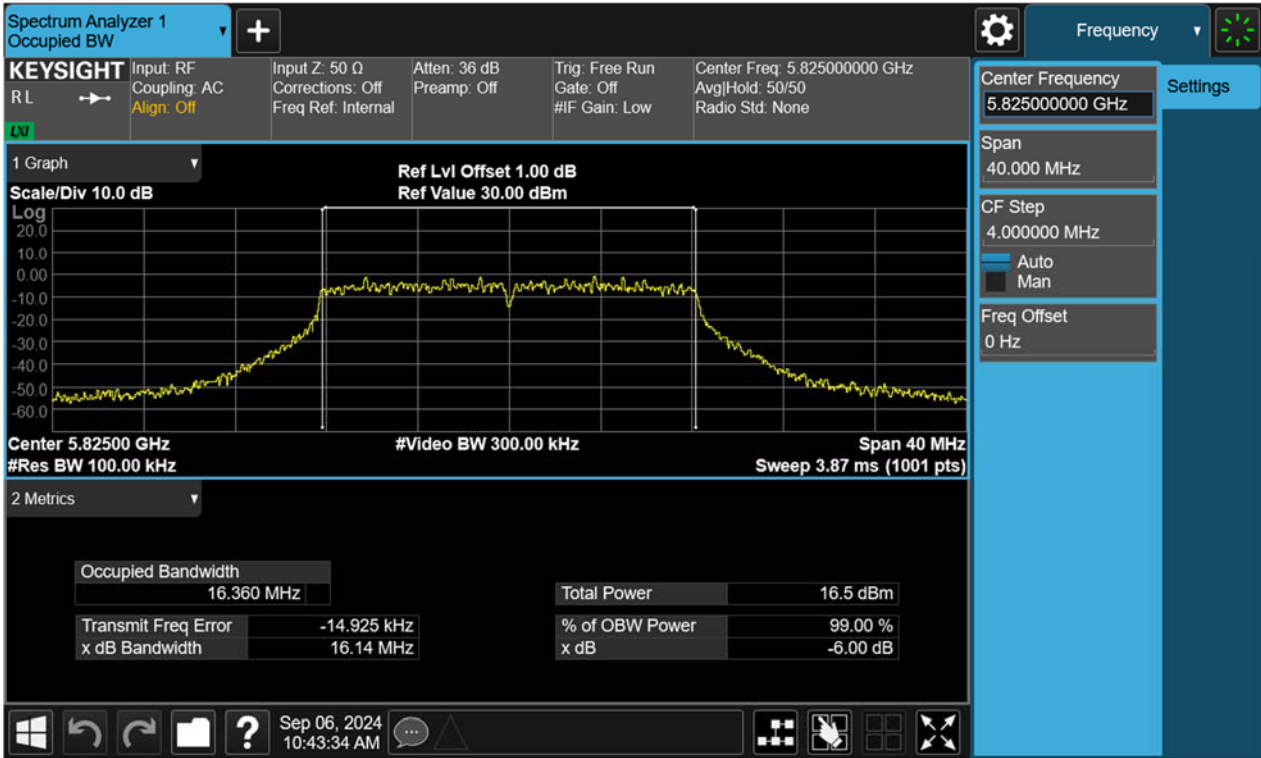 Spectrum Analyzer 1
Occupied BW
+
Frequency
KEYSIGHT
R L
LXI
Input: RF
Coupling: AC
Align: Off
Input Z: 50 Ω
Corrections: Off
Freq Ref: Internal
Atten: 36 dB
Preamp: Off
Trig: Free Run
Gate: Off
#IF Gain: Low
Center Freq: 5.825000000 GHz
Avg|Hold: 50/50
Radio Std: None
Center Frequency
5.825000000 GHz
Settings
Span
40.000 MHz
CF Step
4.000000 MHz
Auto
Man
Freq Offset
0 Hz
1 Graph
Scale/Div 10.0 dB
Ref Lvl Offset 1.00 dB
Ref Value 30.00 dBm
Log
20.0
10.0
0.00
-10.0
-20.0
-30.0
-40.0
-50.0
-60.0
Center 5.82500 GHz
#Video BW 300.00 kHz
Span 40 MHz
#Res BW 100.00 kHz
Sweep 3.87 ms (1001 pts)
2 Metrics
Occupied Bandwidth
16.360 MHz
Total Power 16.5 dBm
Transmit Freq Error -14.925 kHz
% of OBW Power 99.00 %
x dB Bandwidth 16.14 MHz
x dB -6.00 dB
?
Sep 06, 2024
10:43:34 AM